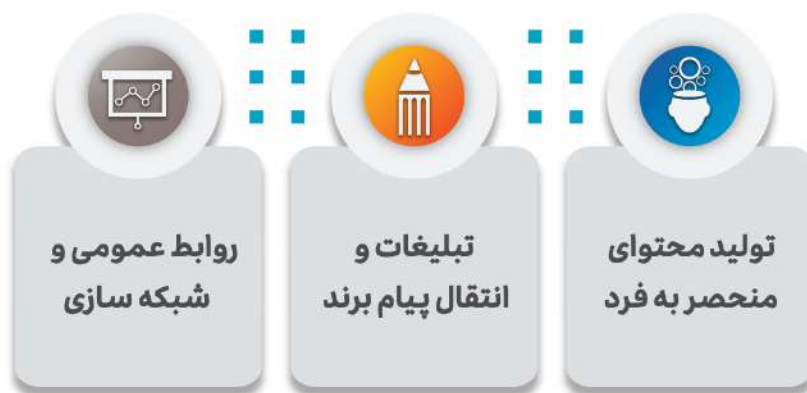 تولید محتوای
منحصر به فرد
تبلیغات و
انتقال پیام برند
روابط عمومی و
شبکه سازی